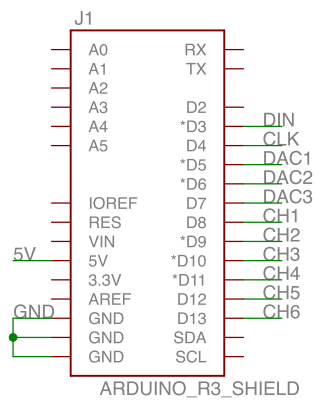 J1
A0 RX
A1 TX
A2
A3 D2
A4 *D3 DIN
A5 D4 CLK
*D5 DAC1
*D6 DAC2
IOREF D7 DAC3
RES D8 CH1
VIN *D9 CH2
5V 5V *D10 CH3
3.3V *D11 CH4
AREF D12 CH5
GND GND D13 CH6
GND SDA
GND SCL
ARDUINO_R3_SHIELD